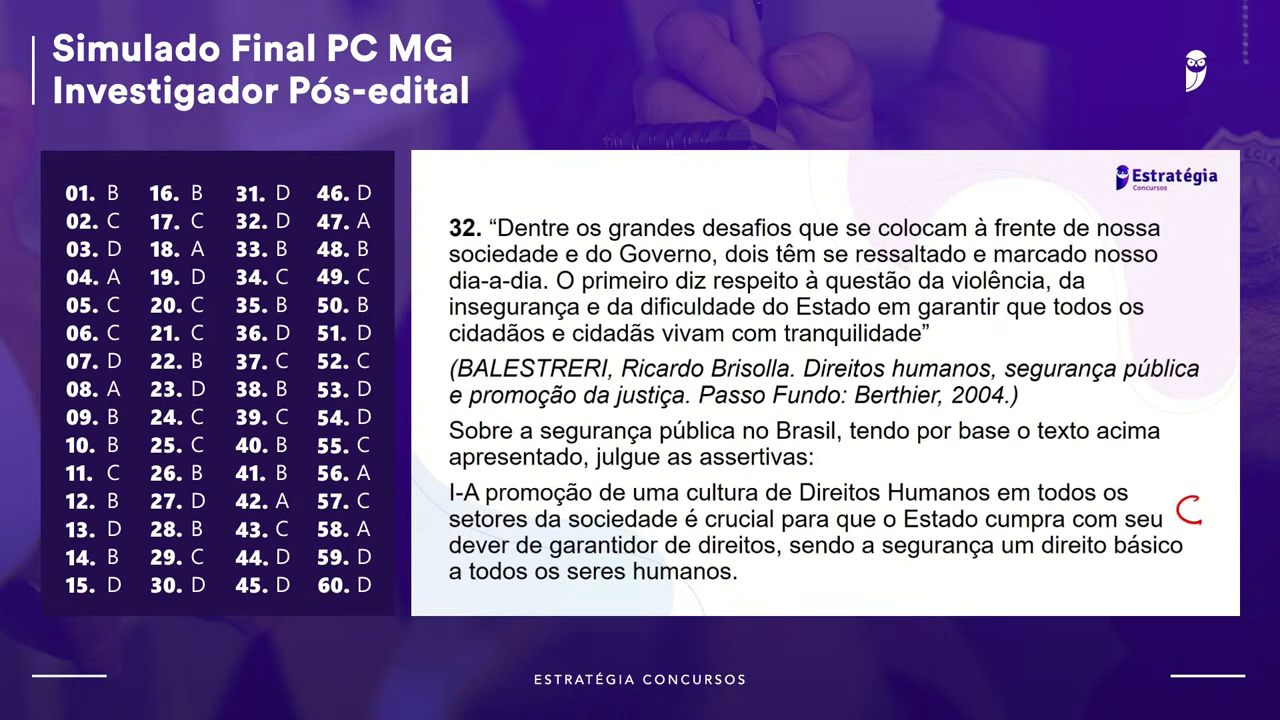 Simulado Final PC MG
Investigador Pós-edital
01. B 16. B 31. D 46. D
02. C 17. C 32. D 47. A
03. D 18. A 33. B 48. B
04. A 19. D 34. C 49. C
05. C 20. C 35. B 50. B
06. C 21. C 36. D 51. D
07. D 22. B 37. C 52. C
08. A 23. D 38. B 53. D
09. B 24. C 39. C 54. D
10. B 25. C 40. B 55. C
11. C 26. B 41. B 56. A
12. B 27. D 42. A 57. C
13. D 28. B 43. C 58. A
14. B 29. C 44. D 59. D
15. D 30. D 45. D 60. D
Estratégia
Concursos
32. “Dentre os grandes desafios que se colocam à frente de nossa
sociedade e do Governo, dois têm se ressaltado e marcado nosso
dia-a-dia. O primeiro diz respeito à questão da violência, da
insegurança e da dificuldade do Estado em garantir que todos os
cidadãos e cidadãs vivam com tranquilidade”
(BALESTRERI, Ricardo Brisolla. Direitos humanos, segurança pública
e promoção da justiça. Passo Fundo: Berthier, 2004.)
Sobre a segurança pública no Brasil, tendo por base o texto acima
apresentado, julgue as assertivas:
I-A promoção de uma cultura de Direitos Humanos em todos os
setores da sociedade é crucial para que o Estado cumpra com seu
dever de garantidor de direitos, sendo a segurança um direito básico
a todos os seres humanos.
C
ESTRATÉGIA CONCURSOS